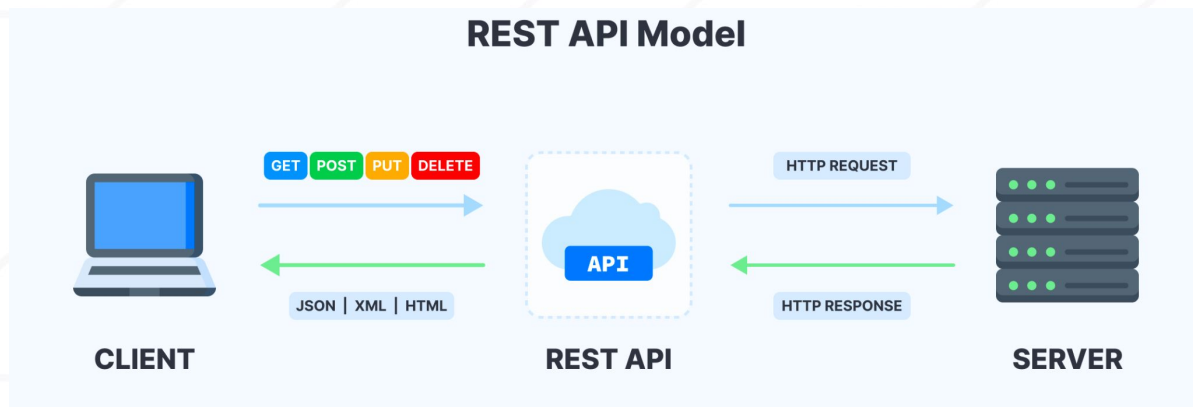 REST API Model
GET POST PUT DELETE
HTTP REQUEST
API
JSON | XML | HTML
HTTP RESPONSE
CLIENT
REST API
SERVER